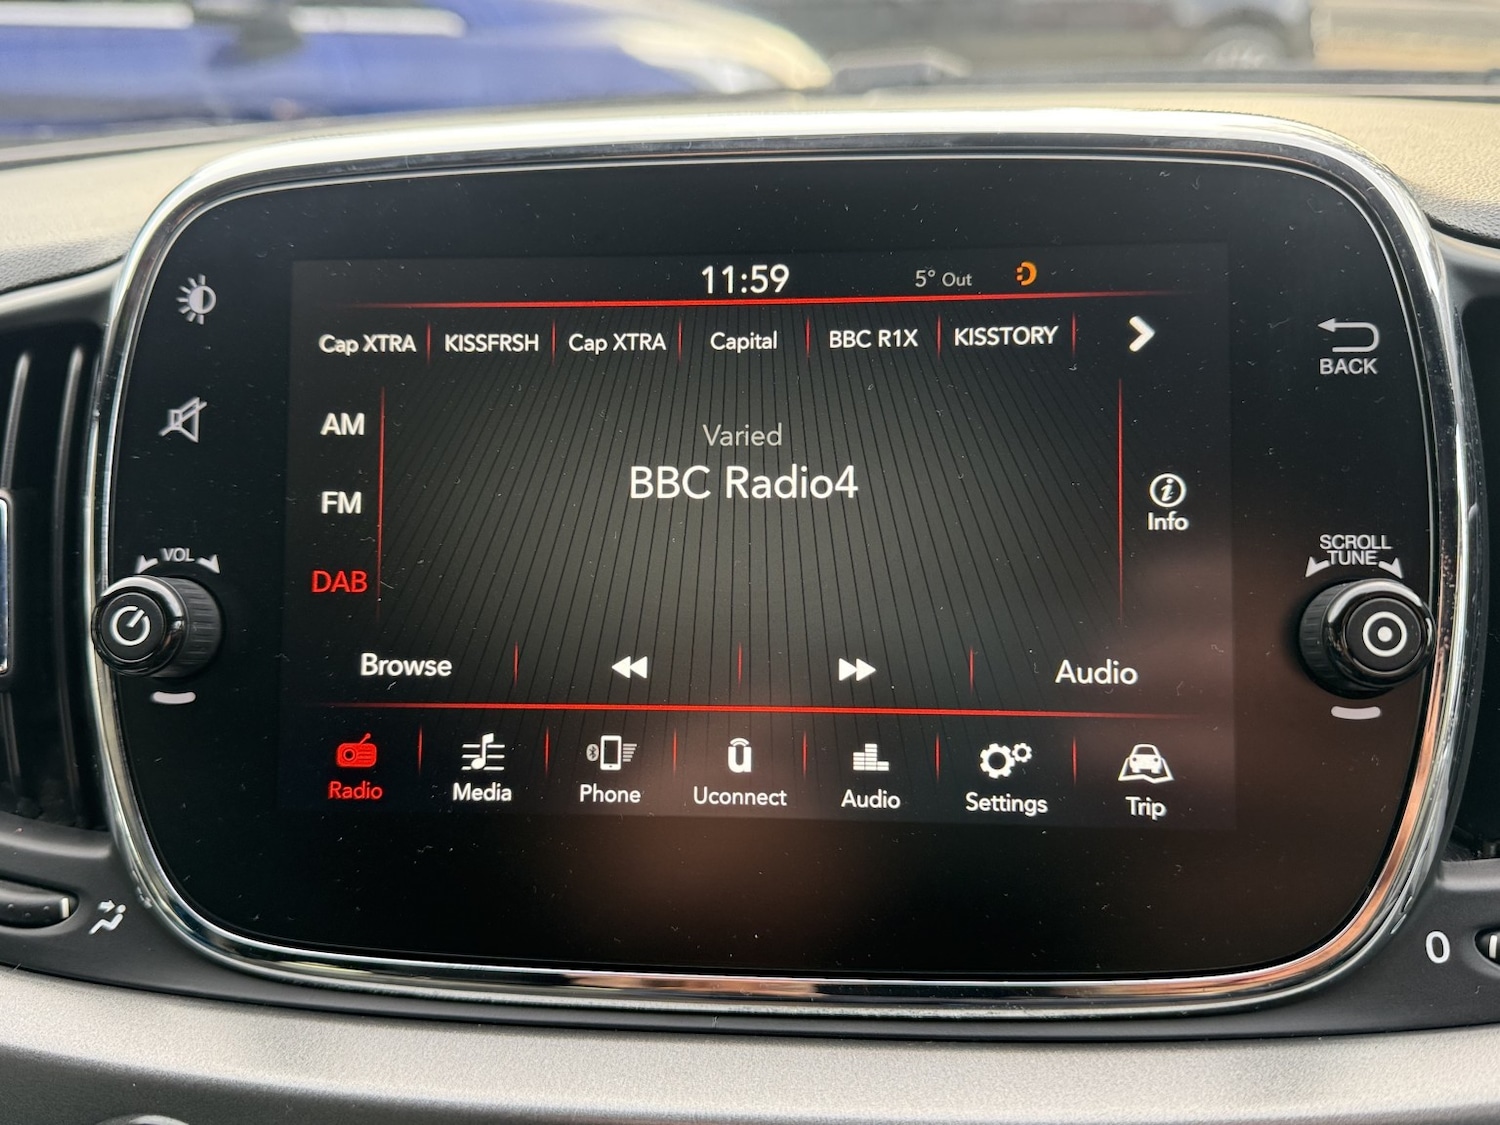 11:59
5° Out
Cap XTRA
KISSFRSH
Cap XTRA
Capital
BBC R1X
KISSTORY
BACK
AM
FM
DAB
Varied
BBC Radio4
Info
VOL
SCROLL
TUNE
Browse
Audio
Radio
Media
Phone
Uconnect
Audio
Settings
Trip
0